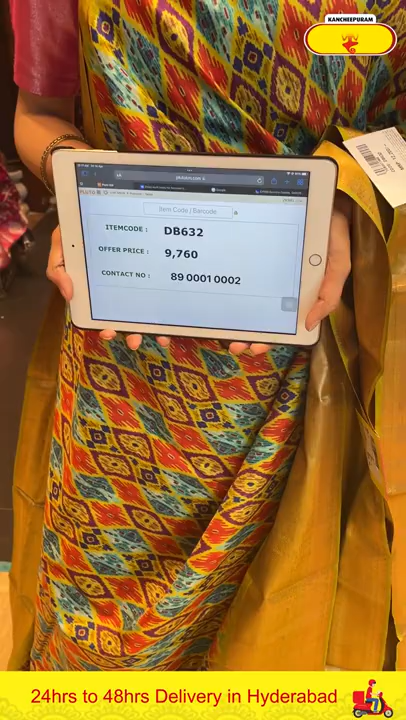 KANCHEEPURAM
Item Code / Barcode
ITEMCODE : DB632
OFFER PRICE : 9,760
CONTACT NO : 89 0001 0002
24hrs to 48hrs Delivery in Hyderabad